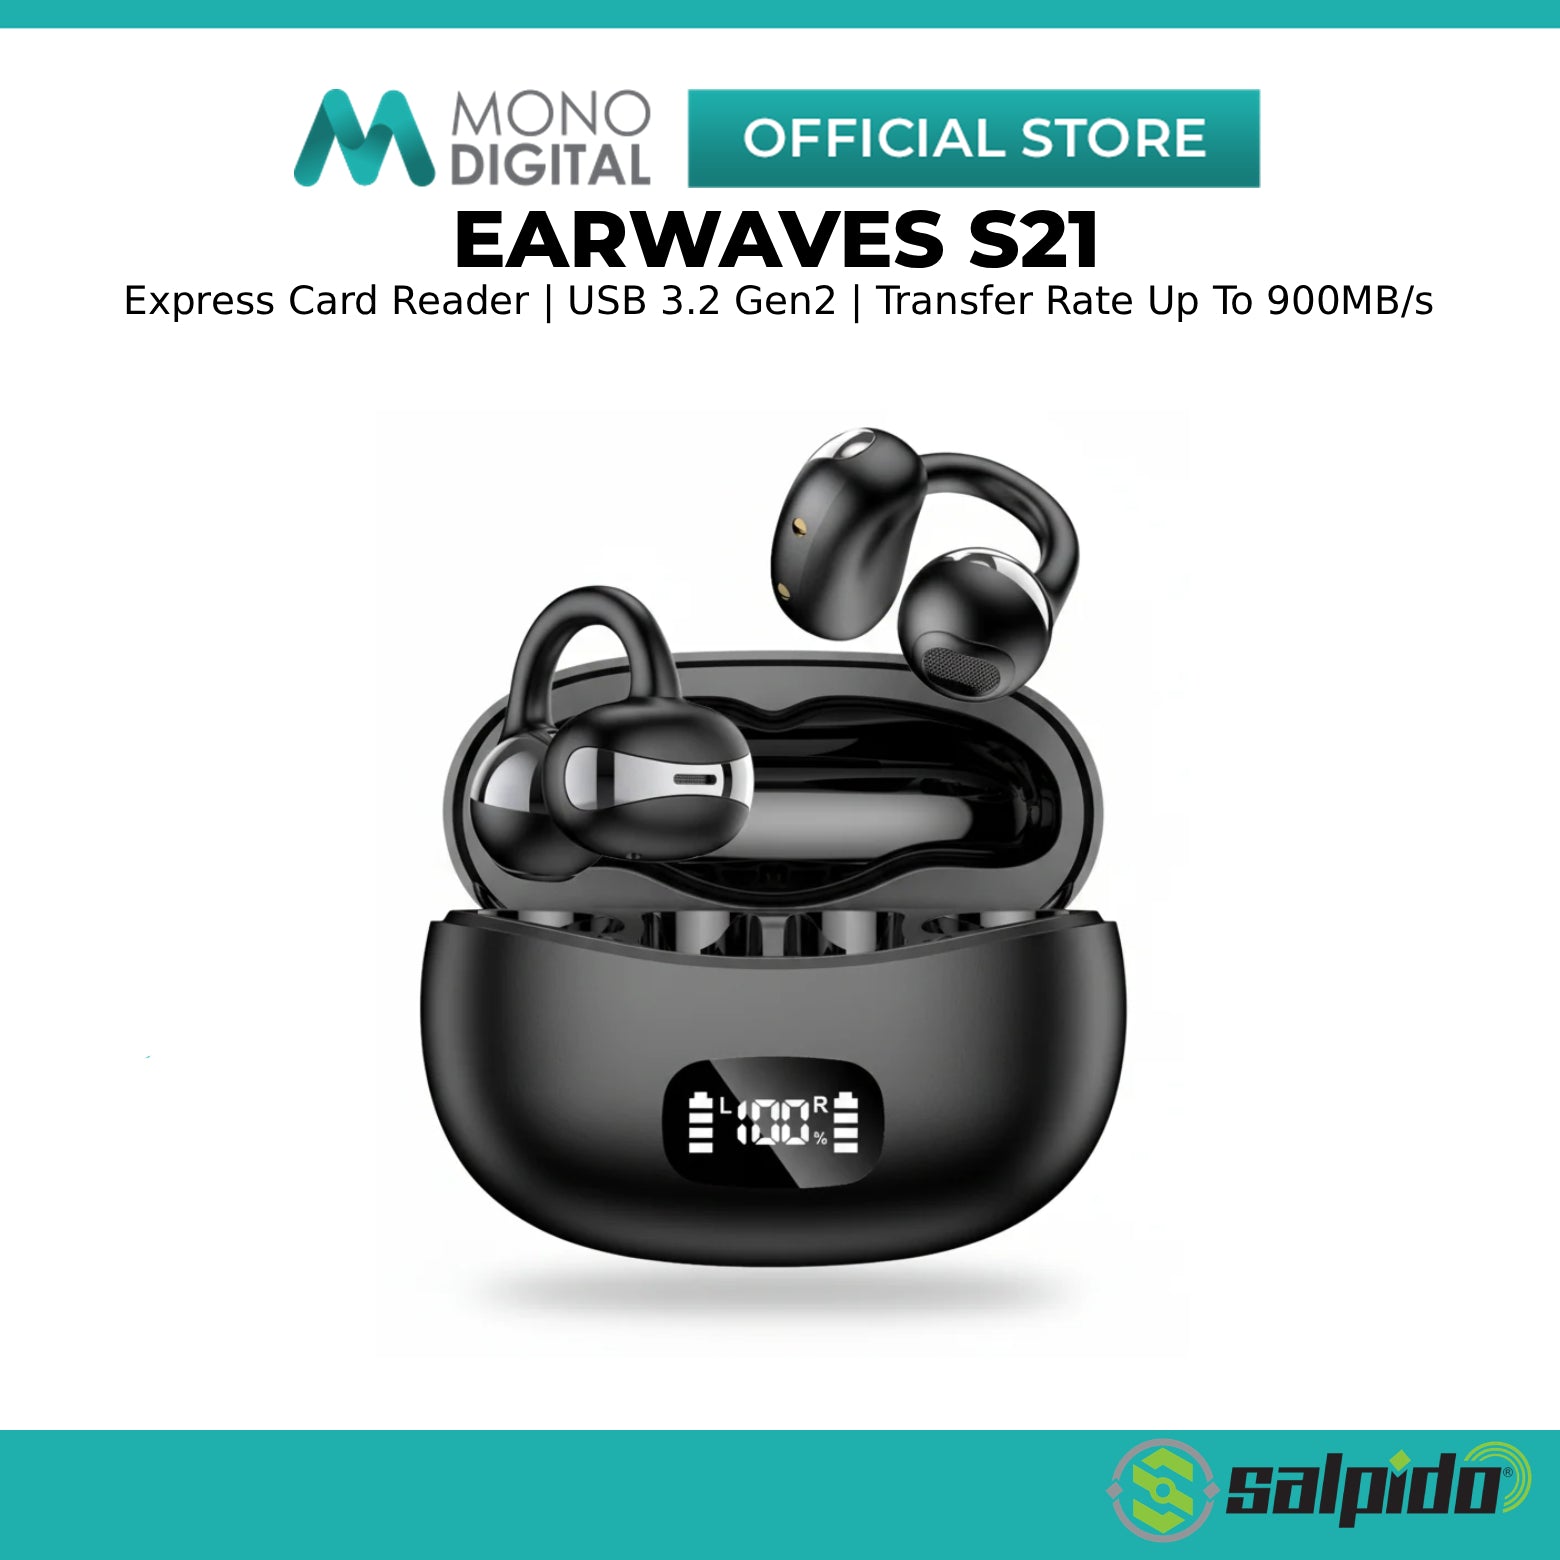 MONO
DIGITAL
OFFICIAL STORE
EARWAVES S21
Express Card Reader | USB 3.2 Gen2 | Transfer Rate Up To 900MB/s
L 100 % R
salpido®